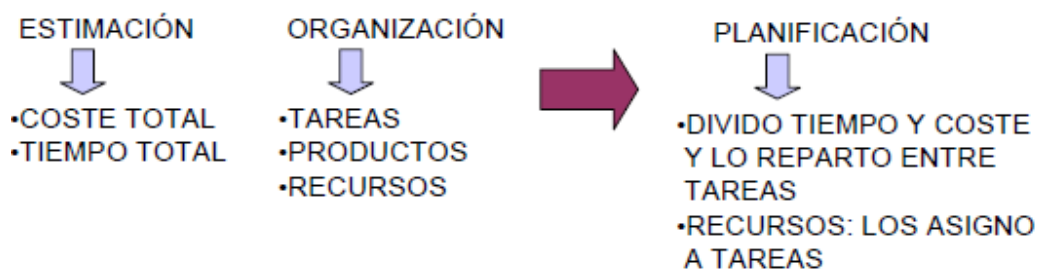 ESTIMACIÓN
•COSTE TOTAL
•TIEMPO TOTAL
ORGANIZACIÓN
•TAREAS
•PRODUCTOS
•RECURSOS
PLANIFICACIÓN
•DIVIDO TIEMPO Y COSTE
Y LO REPARTO ENTRE
TAREAS
•RECURSOS: LOS ASIGNO
A TAREAS